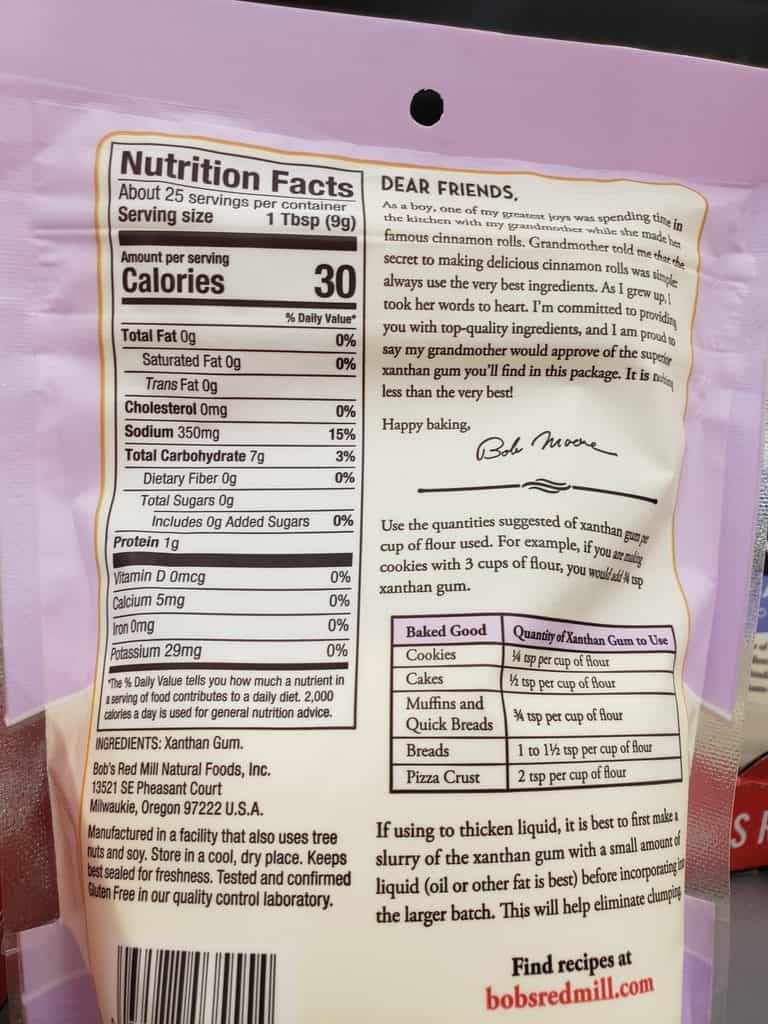 Nutrition Facts
About 25 servings per container
Serving size 1 Tbsp (9g)
Amount per serving
Calories 30
% Daily Value*
Total Fat 0g 0%
Saturated Fat 0g 0%
Trans Fat 0g
Cholesterol 0mg 0%
Sodium 350mg 15%
Total Carbohydrate 7g 3%
Dietary Fiber 0g 0%
Total Sugars 0g
Includes 0g Added Sugars 0%
Protein 1g
Vitamin D 0mcg 0%
Calcium 5mg 0%
Iron 0mg 0%
Potassium 29mg 0%
*The % Daily Value tells you how much a nutrient in
a serving of food contributes to a daily diet. 2,000
calories a day is used for general nutrition advice.
INGREDIENTS: Xanthan Gum.
Bob's Red Mill Natural Foods, Inc.
13521 SE Pheasant Court
Milwaukie, Oregon 97222 U.S.A.
Manufactured in a facility that also uses tree
nuts and soy. Store in a cool, dry place. Keeps
best sealed for freshness. Tested and confirmed
Gluten Free in our quality control laboratory.
DEAR FRIENDS,
As a boy, one of my greatest joys was spending time in
the kitchen with my grandmother while she made her
famous cinnamon rolls. Grandmother told me that the
secret to making delicious cinnamon rolls was simple:
always use the very best ingredients. As I grew up, I
took her words to heart. I'm committed to providing
you with top-quality ingredients, and I am proud to
say my grandmother would approve of the superior
xanthan gum you'll find in this package. It is nothing
less than the very best!
Happy baking,
Bob Moore
Use the quantities suggested of xanthan gum per
cup of flour used. For example, if you are making
cookies with 3 cups of flour, you would add ¾ tsp
xanthan gum.
Baked Good Quantity of Xanthan Gum to Use
Cookies ¼ tsp per cup of flour
Cakes ½ tsp per cup of flour
Muffins and
Quick Breads ¾ tsp per cup of flour
Breads 1 to 1½ tsp per cup of flour
Pizza Crust 2 tsp per cup of flour
If using to thicken liquid, it is best to first make a
slurry of the xanthan gum with a small amount of
liquid (oil or other fat is best) before incorporating into
the larger batch. This will help eliminate clumping.
Find recipes at
bobsredmill.com